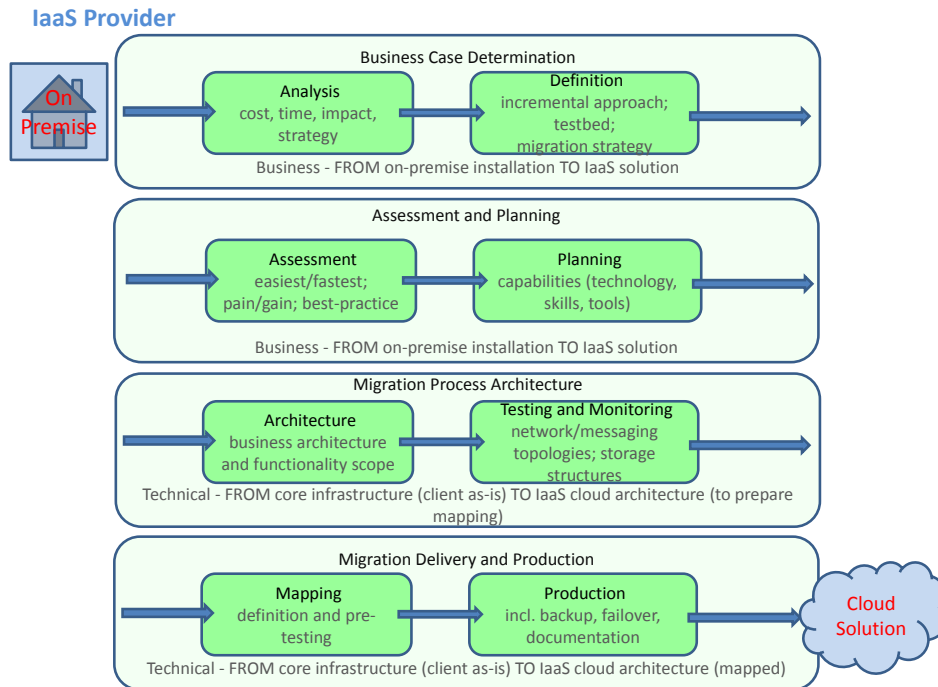 IaaS Provider
On
Premise
Business Case Determination
Analysis
cost, time, impact,
strategy
Definition
incremental approach;
testbed;
migration strategy
Business - FROM on-premise installation TO IaaS solution
Assessment and Planning
Assessment
easiest/fastest;
pain/gain; best-practice
Planning
capabilities (technology,
skills, tools)
Business - FROM on-premise installation TO IaaS solution
Migration Process Architecture
Architecture
business architecture
and functionality scope
Testing and Monitoring
network/messaging
topologies; storage
structures
Technical - FROM core infrastructure (client as-is) TO IaaS cloud architecture (to prepare
mapping)
Migration Delivery and Production
Mapping
definition and pre-
testing
Production
incl. backup, failover,
documentation
Technical - FROM core infrastructure (client as-is) TO IaaS cloud architecture (mapped)
Cloud
Solution